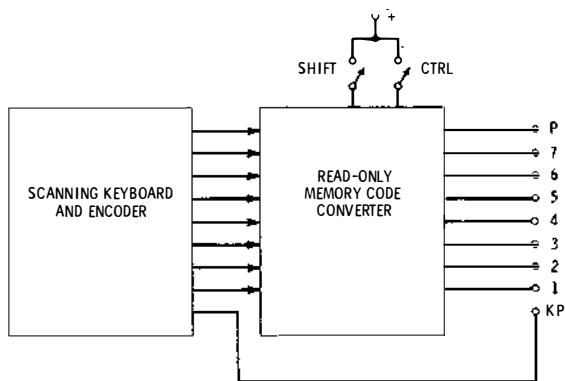 +
SHIFT
CTRL
SCANNING KEYBOARD
AND ENCODER
READ-ONLY
MEMORY CODE
CONVERTER
P
7
6
5
4
3
2
1
KP